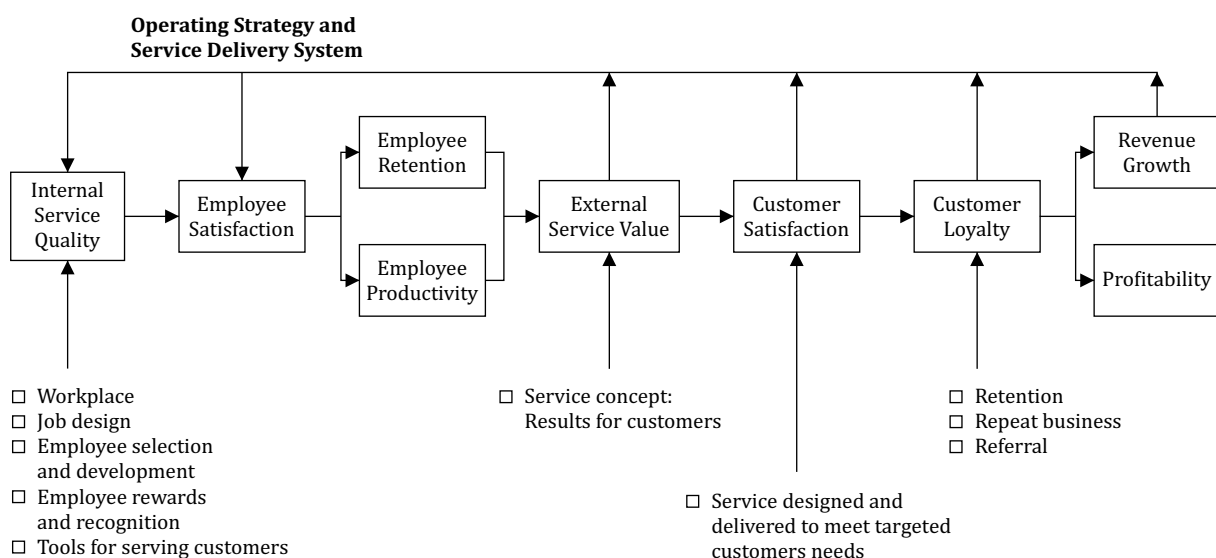 Operating Strategy and
Service Delivery System
Internal
Service
Quality
Employee
Satisfaction
Employee
Retention
Employee
Productivity
External
Service Value
Customer
Satisfaction
Customer
Loyalty
Revenue
Growth
Profitability
Workplace
Job design
Employee selection
and development
Employee rewards
and recognition
Tools for serving customers
Service concept:
Results for customers
Service designed and
delivered to meet targeted
customers needs
Retention
Repeat business
Referral